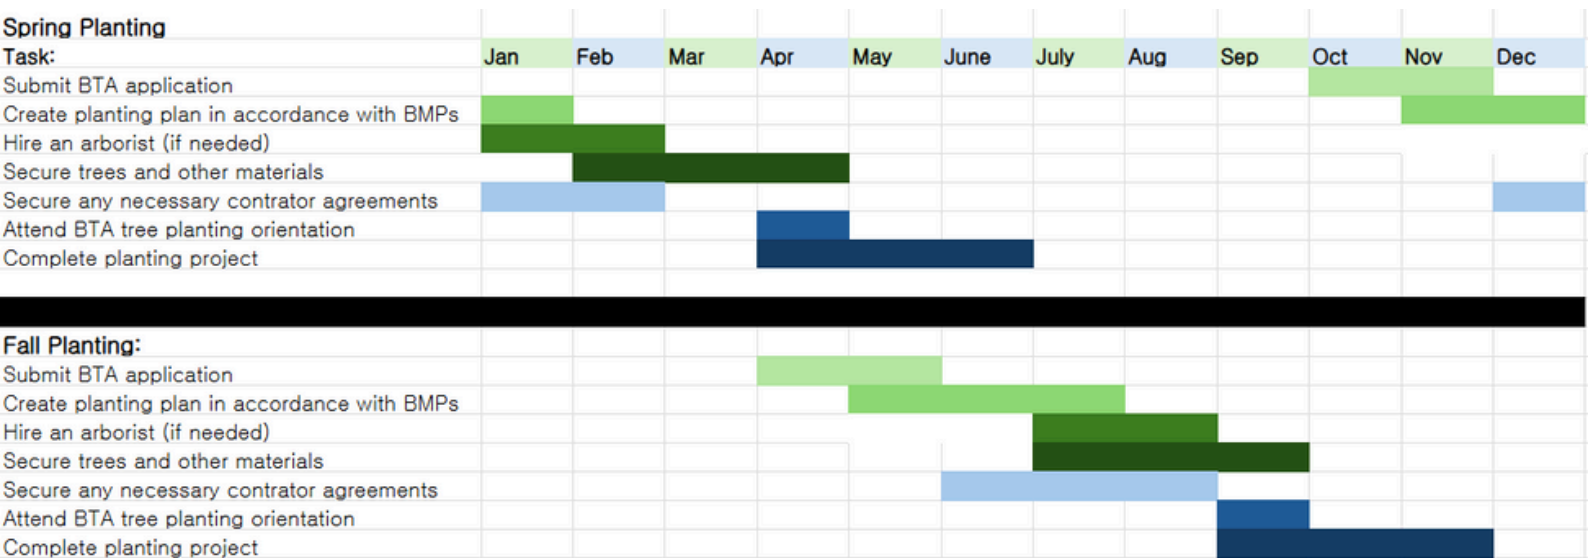 Spring Planting
Task: Jan Feb Mar Apr May June July Aug Sep Oct Nov Dec
Submit BTA application
Create planting plan in accordance with BMPs
Hire an arborist (if needed)
Secure trees and other materials
Secure any necessary contrator agreements
Attend BTA tree planting orientation
Complete planting project
Fall Planting:
Submit BTA application
Create planting plan in accordance with BMPs
Hire an arborist (if needed)
Secure trees and other materials
Secure any necessary contrator agreements
Attend BTA tree planting orientation
Complete planting project